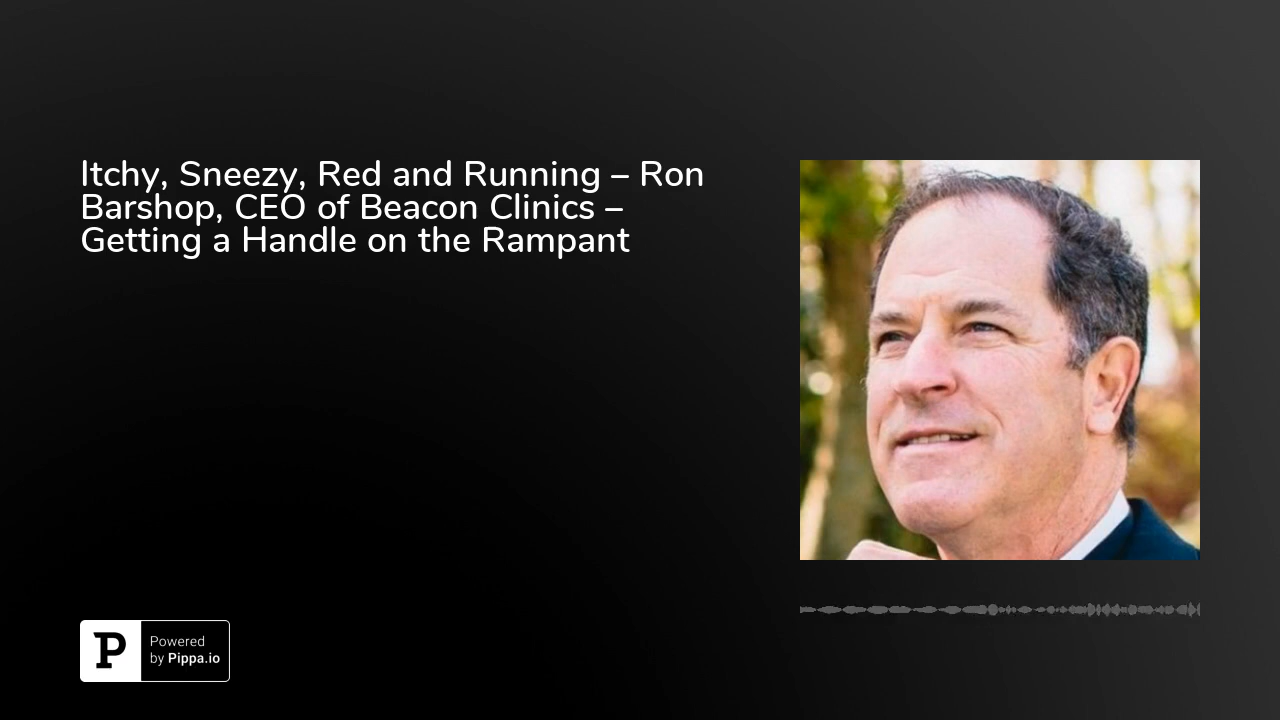 Itchy, Sneezy, Red and Running – Ron
Barshop, CEO of Beacon Clinics –
Getting a Handle on the Rampant
P
Powered
by Pippa.io